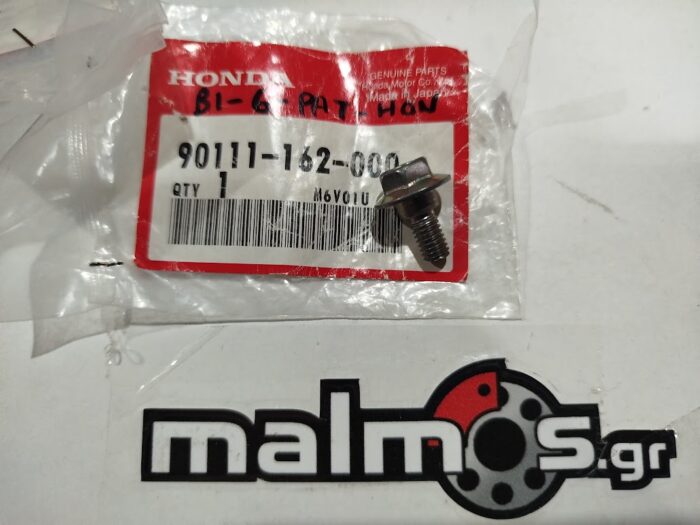 HONDA
GENUINE PARTS
Honda Motor Co.,
Made in Japan
BI-6-PAT-HON
90111-162-000
QTY 1
M6V01U
malmos.gr